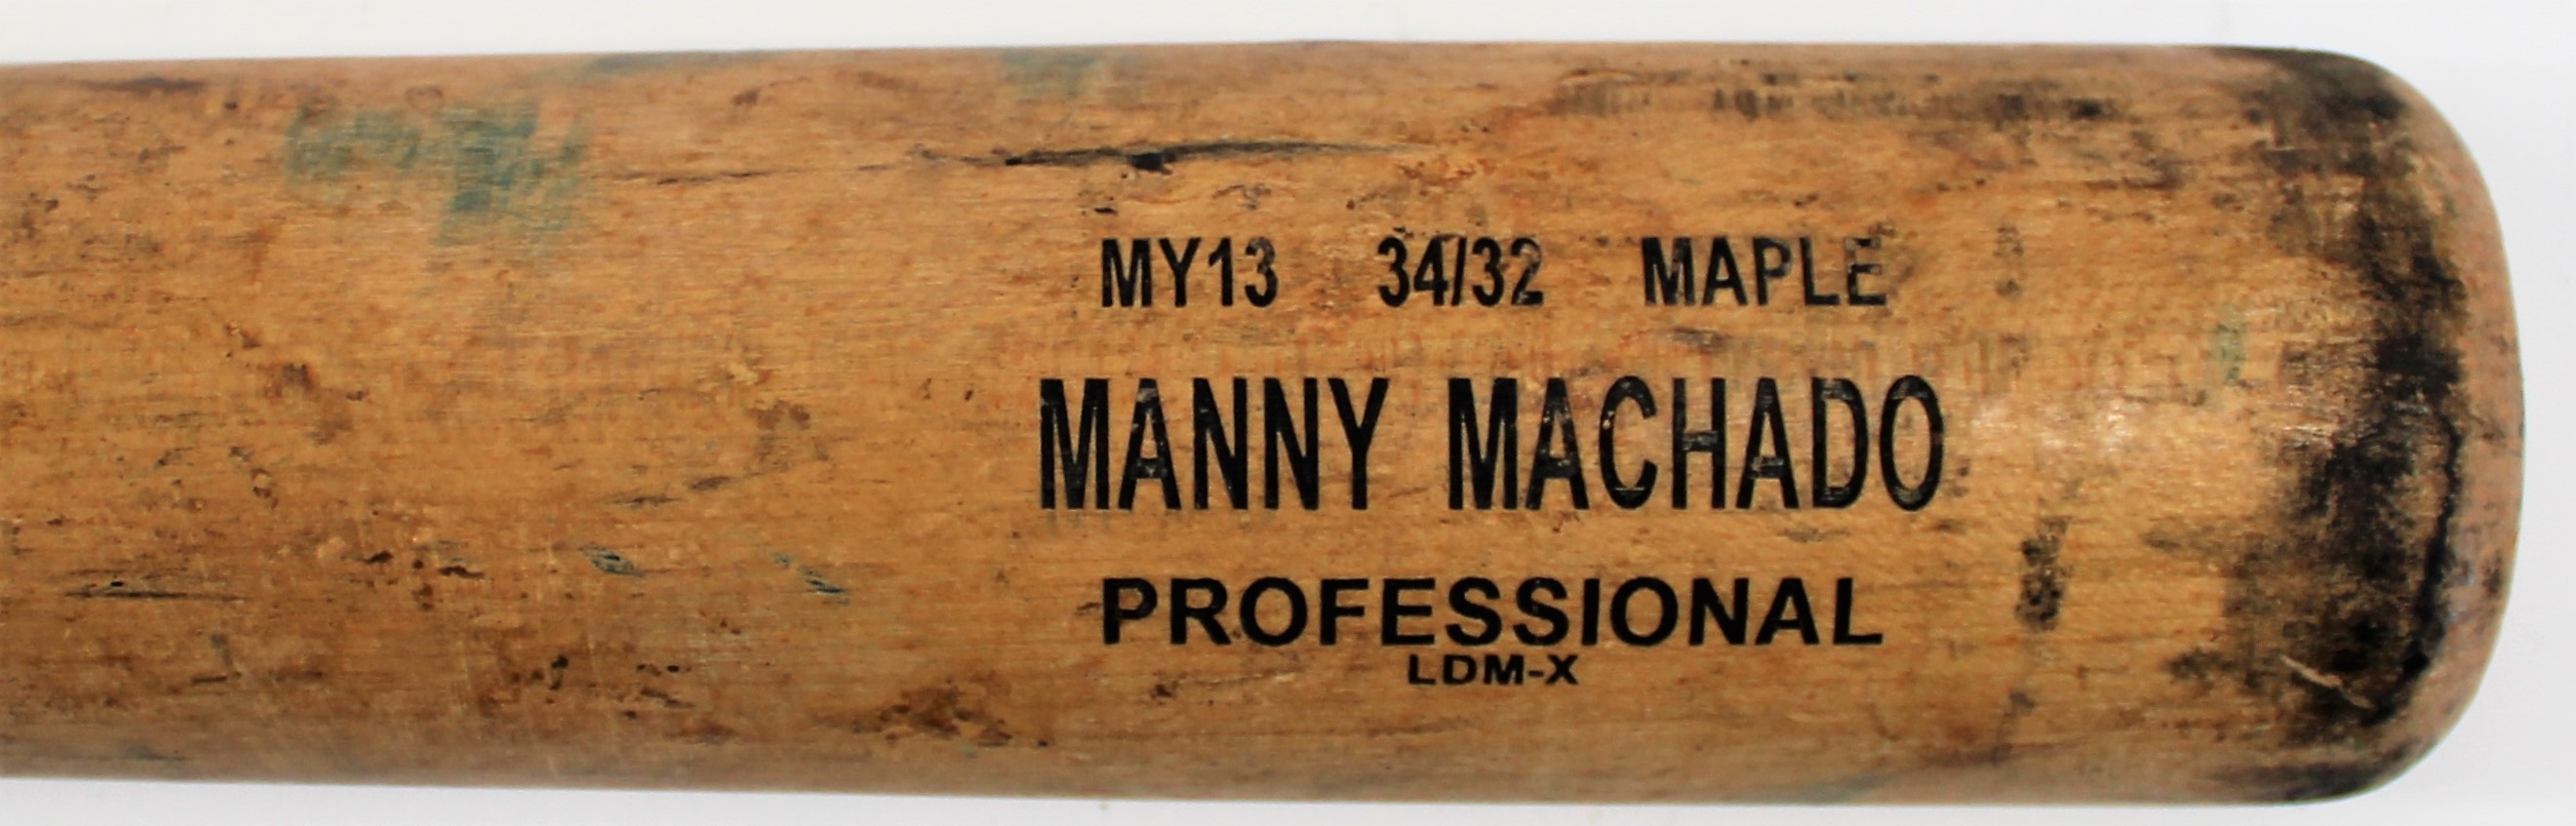 MY13 34/32 MAPLE
MANNY MACHADO
PROFESSIONAL
LDM-X